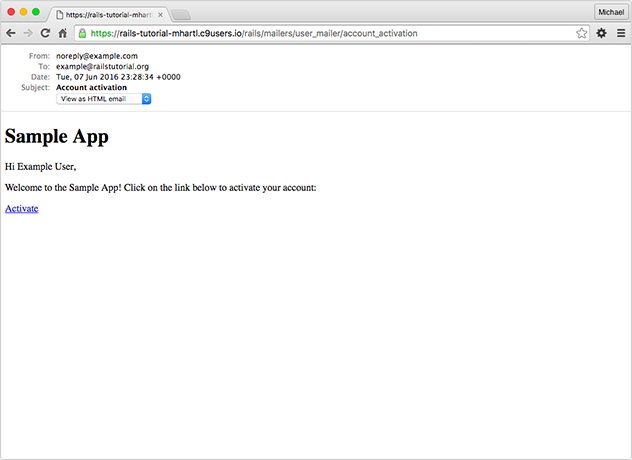 https://rails-tutorial-mhartl
Michael
https://rails-tutorial-mhartl.c9users.io/rails/mailers/user_mailer/account_activation
From: noreply@example.com
To: example@railstutorial.org
Date: Tue, 07 Jun 2016 23:28:34 +0000
Subject: Account activation
View as HTML email
Sample App
Hi Example User,
Welcome to the Sample App! Click on the link below to activate your account:
Activate